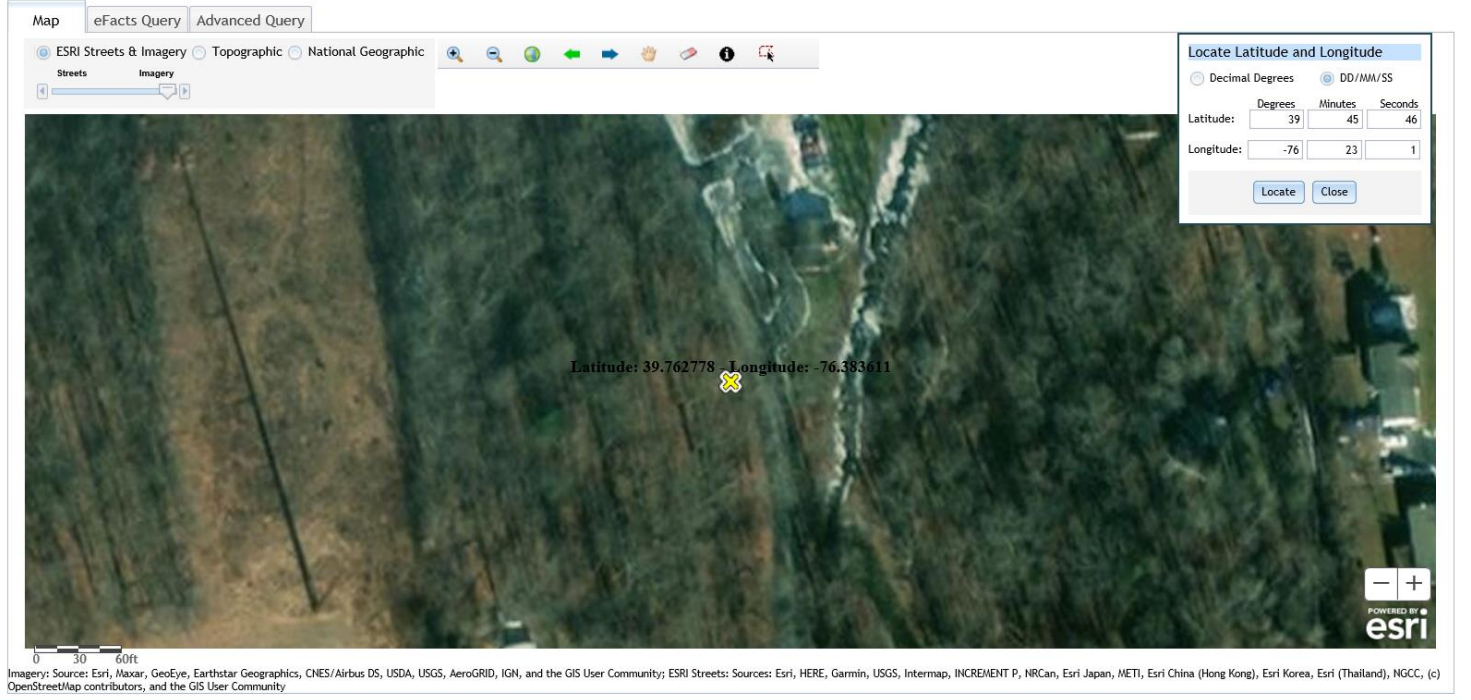 Map eFacts Query Advanced Query
ESRI Streets & Imagery Topographic National Geographic
Streets Imagery
Locate Latitude and Longitude
Decimal Degrees DD/MM/SS
Degrees Minutes Seconds
Latitude: 39 45 46
Longitude: -76 23 1
Locate Close
Latitude: 39.762778 - Longitude: -76.383611
POWERED BY
esri
0 30 60ft
Imagery: Source: Esri, Maxar, GeoEye, Earthstar Geographics, CNES/Airbus DS, USDA, USGS, AeroGRID, IGN, and the GIS User Community; ESRI Streets: Sources: Esri, HERE, Garmin, USGS, Intermap, INCREMENT P, NRCan, Esri Japan, METI, Esri China (Hong Kong), Esri Korea, Esri (Thailand), NGCC, (c)
OpenStreetMap contributors, and the GIS User Community